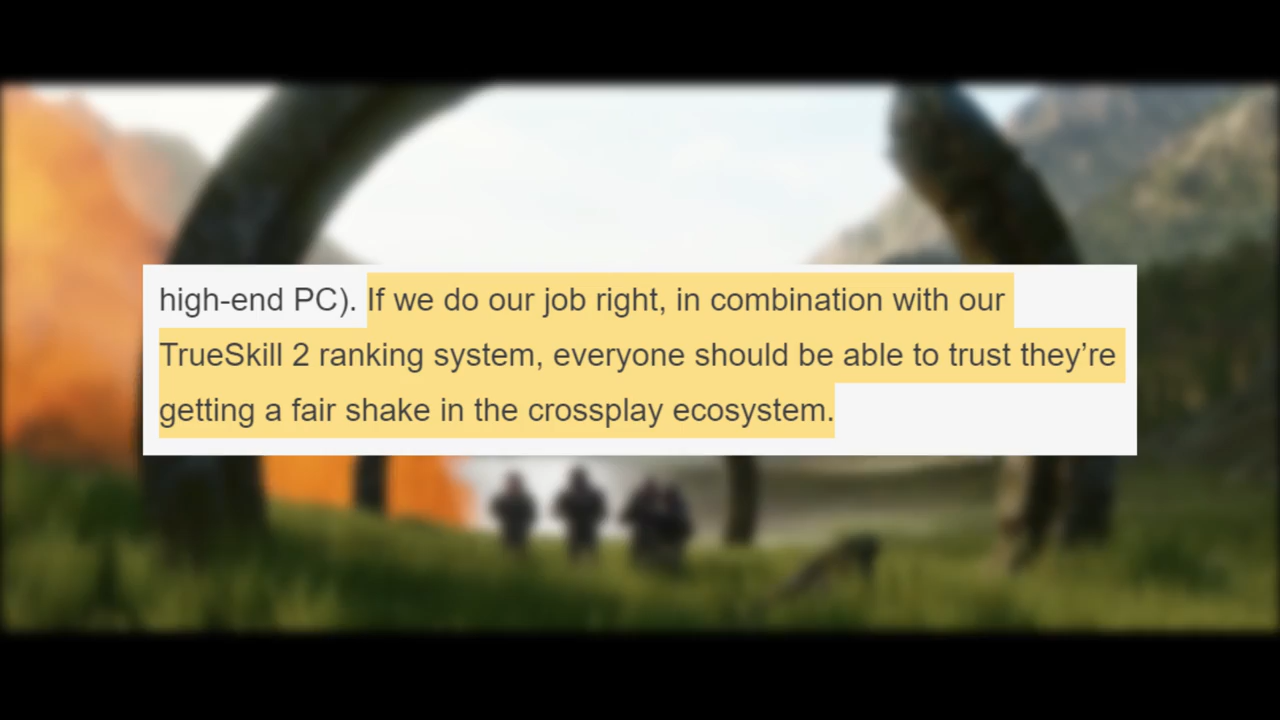 high-end PC). If we do our job right, in combination with our
TrueSkill 2 ranking system, everyone should be able to trust they’re
getting a fair shake in the crossplay ecosystem.